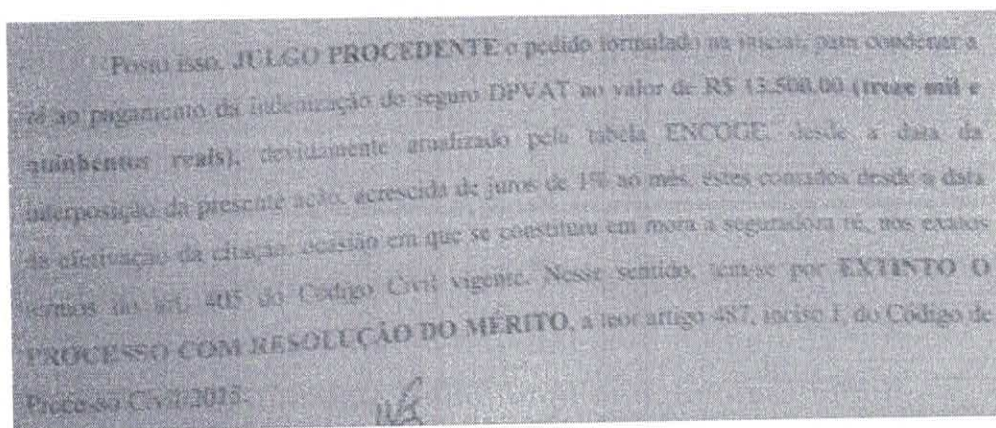 Posto isso, JULGO PROCEDENTE o pedido formulado na inicial, para condenar a
ré ao pagamento da indenização do seguro DPVAT no valor de R$ 13.500,00 (treze mil e
quinhentos reais), devidamente atualizado pela tabela ENCOGE, desde a data da
interposição da presente ação, acrescida de juros de 1% ao mês, estes contados desde a data
da efetivação da citação, ocasião em que se constituiu em mora a seguradora ré, nos exatos
termos do art. 405 do Código Civil vigente. Nesse sentido, tem-se por EXTINTO O
PROCESSO COM RESOLUÇÃO DO MÉRITO, a teor artigo 487, inciso I, do Código de
Processo Civil/2015.